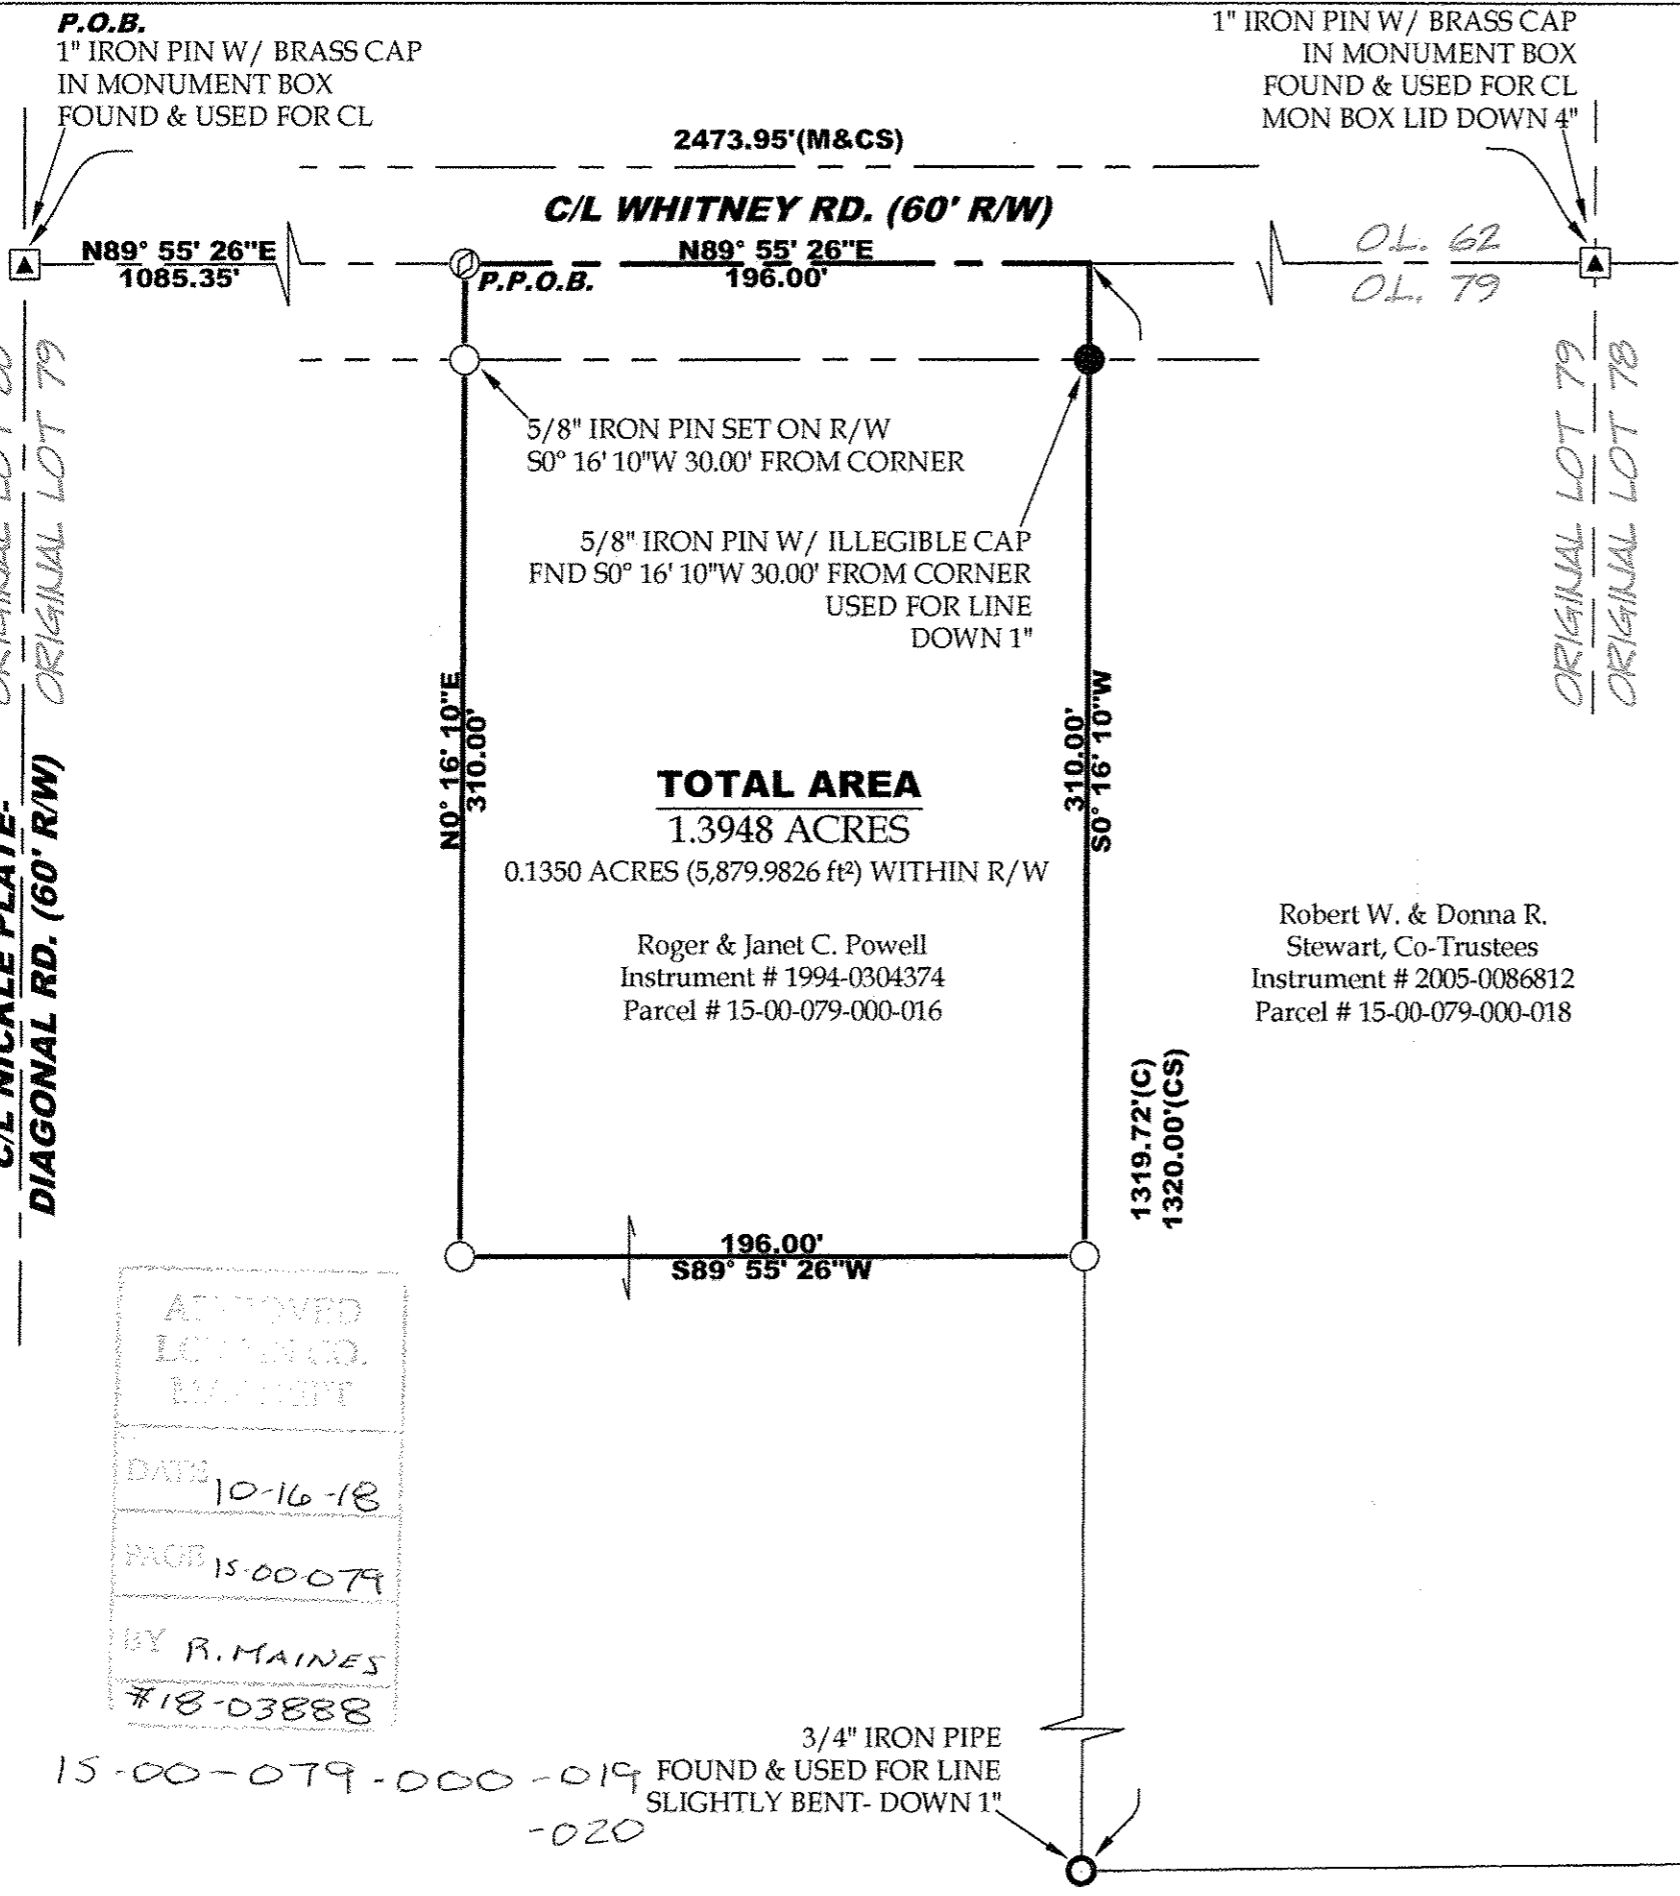 P.O.B.
1" IRON PIN W/ BRASS CAP
IN MONUMENT BOX
FOUND & USED FOR CL
1" IRON PIN W/ BRASS CAP
IN MONUMENT BOX
FOUND & USED FOR CL
MON BOX LID DOWN 4"
2473.95'(M&CS)
C/L WHITNEY RD. (60' R/W)
N89° 55' 26"E
1085.35'
P.P.O.B.
N89° 55' 26"E
196.00'
O.L. 62
O.L. 79
ORIGINAL LOT 79
ORIGINAL LOT 79
ORIGINAL LOT 78
5/8" IRON PIN SET ON R/W
S0° 16' 10"W 30.00' FROM CORNER
5/8" IRON PIN W/ ILLEGIBLE CAP
FND S0° 16' 10"W 30.00' FROM CORNER
USED FOR LINE
DOWN 1"
N0° 16' 10"E
310.00'
310.00'
S0° 16' 10"W
C/L NICKLE PLATE-
DIAGONAL RD. (60' R/W)
TOTAL AREA
1.3948 ACRES
0.1350 ACRES (5,879.9826 ft²) WITHIN R/W
Roger & Janet C. Powell
Instrument # 1994-0304374
Parcel # 15-00-079-000-016
Robert W. & Donna R.
Stewart, Co-Trustees
Instrument # 2005-0086812
Parcel # 15-00-079-000-018
1319.72'(C)
1320.00'(CS)
196.00'
S89° 55' 26"W
APPROVED
CO.
DATE 10-16-18
PAGE 15-00-079
BY R. MAINES
#18-03888
15-00-079-000-019
-020
3/4" IRON PIPE
FOUND & USED FOR LINE
SLIGHTLY BENT- DOWN 1"